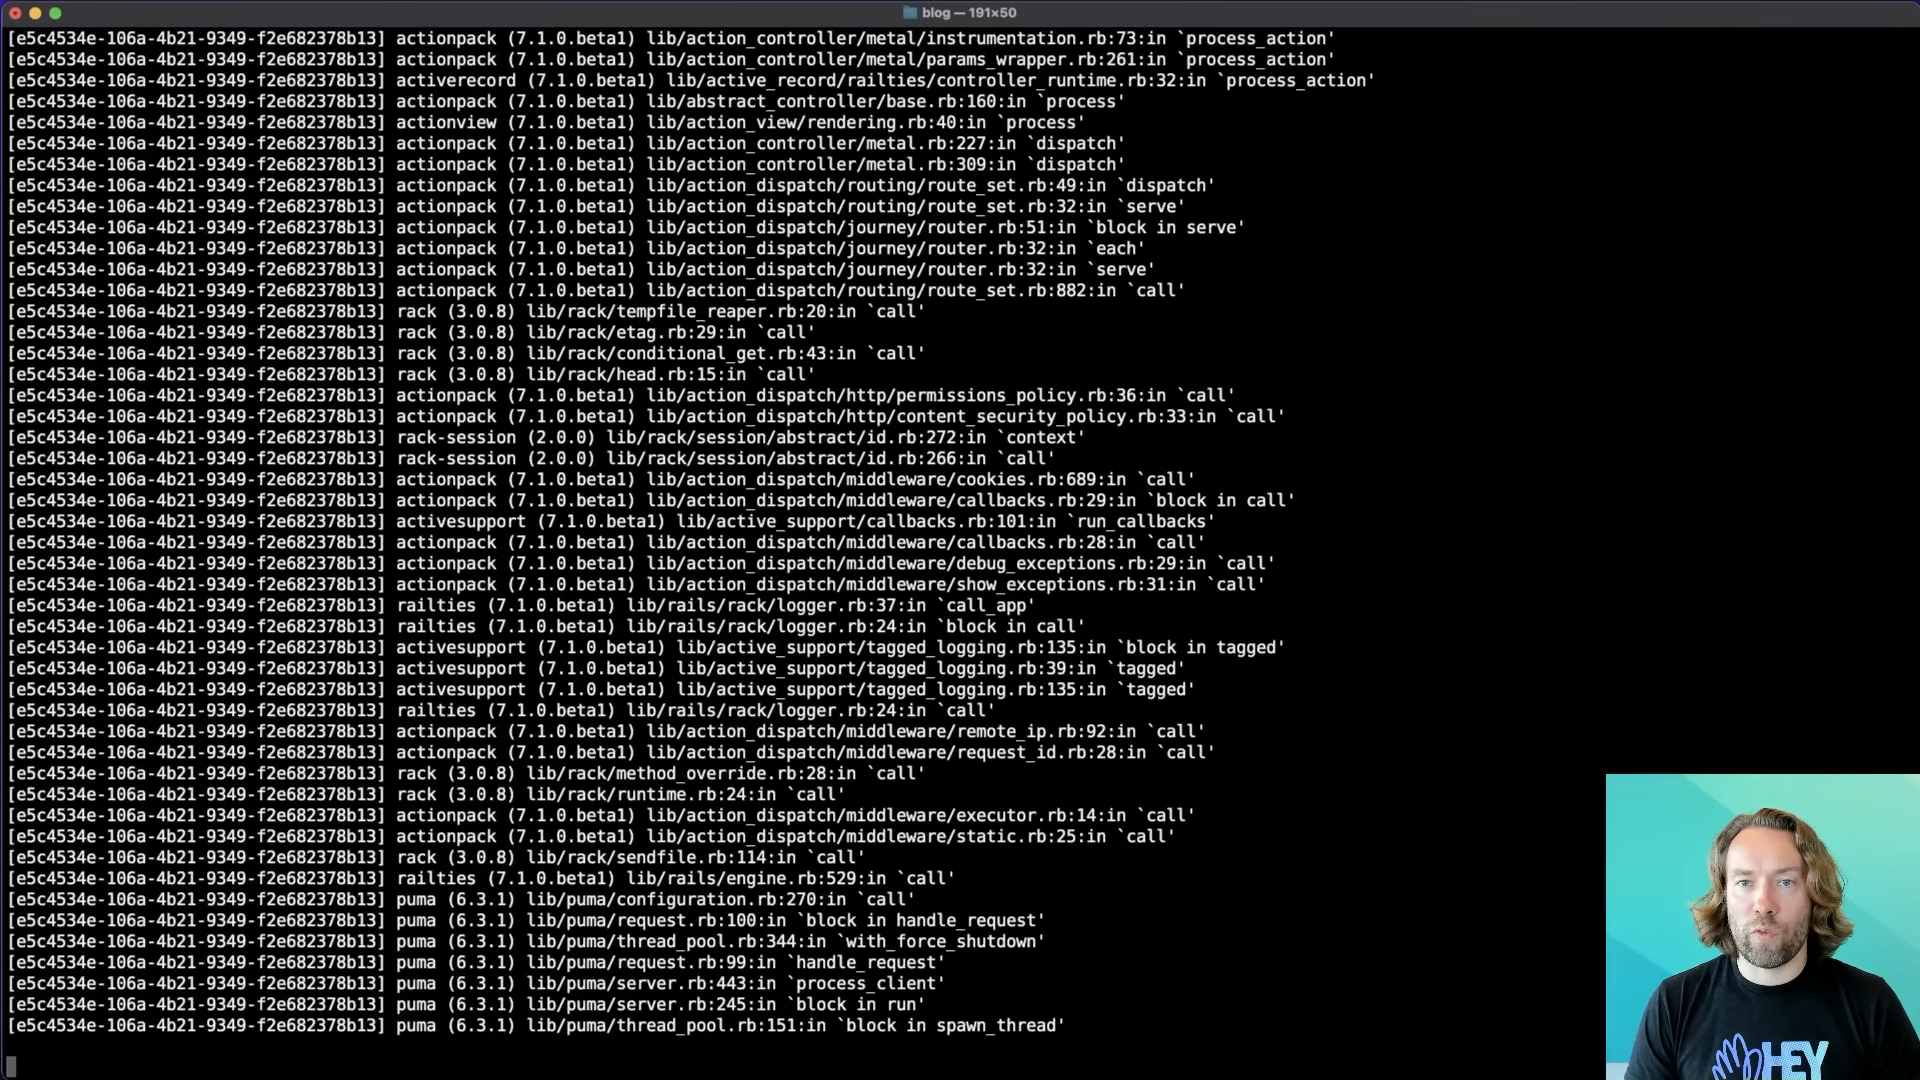 blog — 191×50
[e5c4534e-106a-4b21-9349-f2e682378b13] actionpack (7.1.0.beta1) lib/action_controller/metal/instrumentation.rb:73:in `process_action'
[e5c4534e-106a-4b21-9349-f2e682378b13] actionpack (7.1.0.beta1) lib/action_controller/metal/params_wrapper.rb:261:in `process_action'
[e5c4534e-106a-4b21-9349-f2e682378b13] activerecord (7.1.0.beta1) lib/active_record/railties/controller_runtime.rb:32:in `process_action'
[e5c4534e-106a-4b21-9349-f2e682378b13] actionpack (7.1.0.beta1) lib/abstract_controller/base.rb:160:in `process'
[e5c4534e-106a-4b21-9349-f2e682378b13] actionview (7.1.0.beta1) lib/action_view/rendering.rb:40:in `process'
[e5c4534e-106a-4b21-9349-f2e682378b13] actionpack (7.1.0.beta1) lib/action_controller/metal.rb:227:in `dispatch'
[e5c4534e-106a-4b21-9349-f2e682378b13] actionpack (7.1.0.beta1) lib/action_controller/metal.rb:309:in `dispatch'
[e5c4534e-106a-4b21-9349-f2e682378b13] actionpack (7.1.0.beta1) lib/action_dispatch/routing/route_set.rb:49:in `dispatch'
[e5c4534e-106a-4b21-9349-f2e682378b13] actionpack (7.1.0.beta1) lib/action_dispatch/routing/route_set.rb:32:in `serve'
[e5c4534e-106a-4b21-9349-f2e682378b13] actionpack (7.1.0.beta1) lib/action_dispatch/journey/router.rb:51:in `block in serve'
[e5c4534e-106a-4b21-9349-f2e682378b13] actionpack (7.1.0.beta1) lib/action_dispatch/journey/router.rb:32:in `each'
[e5c4534e-106a-4b21-9349-f2e682378b13] actionpack (7.1.0.beta1) lib/action_dispatch/journey/router.rb:32:in `serve'
[e5c4534e-106a-4b21-9349-f2e682378b13] actionpack (7.1.0.beta1) lib/action_dispatch/routing/route_set.rb:882:in `call'
[e5c4534e-106a-4b21-9349-f2e682378b13] rack (3.0.8) lib/rack/tempfile_reaper.rb:20:in `call'
[e5c4534e-106a-4b21-9349-f2e682378b13] rack (3.0.8) lib/rack/etag.rb:29:in `call'
[e5c4534e-106a-4b21-9349-f2e682378b13] rack (3.0.8) lib/rack/conditional_get.rb:43:in `call'
[e5c4534e-106a-4b21-9349-f2e682378b13] rack (3.0.8) lib/rack/head.rb:15:in `call'
[e5c4534e-106a-4b21-9349-f2e682378b13] actionpack (7.1.0.beta1) lib/action_dispatch/http/permissions_policy.rb:36:in `call'
[e5c4534e-106a-4b21-9349-f2e682378b13] actionpack (7.1.0.beta1) lib/action_dispatch/http/content_security_policy.rb:33:in `call'
[e5c4534e-106a-4b21-9349-f2e682378b13] rack-session (2.0.0) lib/rack/session/abstract/id.rb:272:in `context'
[e5c4534e-106a-4b21-9349-f2e682378b13] rack-session (2.0.0) lib/rack/session/abstract/id.rb:266:in `call'
[e5c4534e-106a-4b21-9349-f2e682378b13] actionpack (7.1.0.beta1) lib/action_dispatch/middleware/cookies.rb:689:in `call'
[e5c4534e-106a-4b21-9349-f2e682378b13] actionpack (7.1.0.beta1) lib/action_dispatch/middleware/callbacks.rb:29:in `block in call'
[e5c4534e-106a-4b21-9349-f2e682378b13] activesupport (7.1.0.beta1) lib/active_support/callbacks.rb:101:in `run_callbacks'
[e5c4534e-106a-4b21-9349-f2e682378b13] actionpack (7.1.0.beta1) lib/action_dispatch/middleware/callbacks.rb:28:in `call'
[e5c4534e-106a-4b21-9349-f2e682378b13] actionpack (7.1.0.beta1) lib/action_dispatch/middleware/debug_exceptions.rb:29:in `call'
[e5c4534e-106a-4b21-9349-f2e682378b13] actionpack (7.1.0.beta1) lib/action_dispatch/middleware/show_exceptions.rb:31:in `call'
[e5c4534e-106a-4b21-9349-f2e682378b13] railties (7.1.0.beta1) lib/rails/rack/logger.rb:37:in `call_app'
[e5c4534e-106a-4b21-9349-f2e682378b13] railties (7.1.0.beta1) lib/rails/rack/logger.rb:24:in `block in call'
[e5c4534e-106a-4b21-9349-f2e682378b13] activesupport (7.1.0.beta1) lib/active_support/tagged_logging.rb:135:in `block in tagged'
[e5c4534e-106a-4b21-9349-f2e682378b13] activesupport (7.1.0.beta1) lib/active_support/tagged_logging.rb:39:in `tagged'
[e5c4534e-106a-4b21-9349-f2e682378b13] activesupport (7.1.0.beta1) lib/active_support/tagged_logging.rb:135:in `tagged'
[e5c4534e-106a-4b21-9349-f2e682378b13] railties (7.1.0.beta1) lib/rails/rack/logger.rb:24:in `call'
[e5c4534e-106a-4b21-9349-f2e682378b13] actionpack (7.1.0.beta1) lib/action_dispatch/middleware/remote_ip.rb:92:in `call'
[e5c4534e-106a-4b21-9349-f2e682378b13] actionpack (7.1.0.beta1) lib/action_dispatch/middleware/request_id.rb:28:in `call'
[e5c4534e-106a-4b21-9349-f2e682378b13] rack (3.0.8) lib/rack/method_override.rb:28:in `call'
[e5c4534e-106a-4b21-9349-f2e682378b13] rack (3.0.8) lib/rack/runtime.rb:24:in `call'
[e5c4534e-106a-4b21-9349-f2e682378b13] actionpack (7.1.0.beta1) lib/action_dispatch/middleware/executor.rb:14:in `call'
[e5c4534e-106a-4b21-9349-f2e682378b13] actionpack (7.1.0.beta1) lib/action_dispatch/middleware/static.rb:25:in `call'
[e5c4534e-106a-4b21-9349-f2e682378b13] rack (3.0.8) lib/rack/sendfile.rb:114:in `call'
[e5c4534e-106a-4b21-9349-f2e682378b13] railties (7.1.0.beta1) lib/rails/engine.rb:529:in `call'
[e5c4534e-106a-4b21-9349-f2e682378b13] puma (6.3.1) lib/puma/configuration.rb:270:in `call'
[e5c4534e-106a-4b21-9349-f2e682378b13] puma (6.3.1) lib/puma/request.rb:100:in `block in handle_request'
[e5c4534e-106a-4b21-9349-f2e682378b13] puma (6.3.1) lib/puma/thread_pool.rb:344:in `with_force_shutdown'
[e5c4534e-106a-4b21-9349-f2e682378b13] puma (6.3.1) lib/puma/request.rb:99:in `handle_request'
[e5c4534e-106a-4b21-9349-f2e682378b13] puma (6.3.1) lib/puma/server.rb:443:in `process_client'
[e5c4534e-106a-4b21-9349-f2e682378b13] puma (6.3.1) lib/puma/server.rb:245:in `block in run'
[e5c4534e-106a-4b21-9349-f2e682378b13] puma (6.3.1) lib/puma/thread_pool.rb:151:in `block in spawn_thread'
HEY